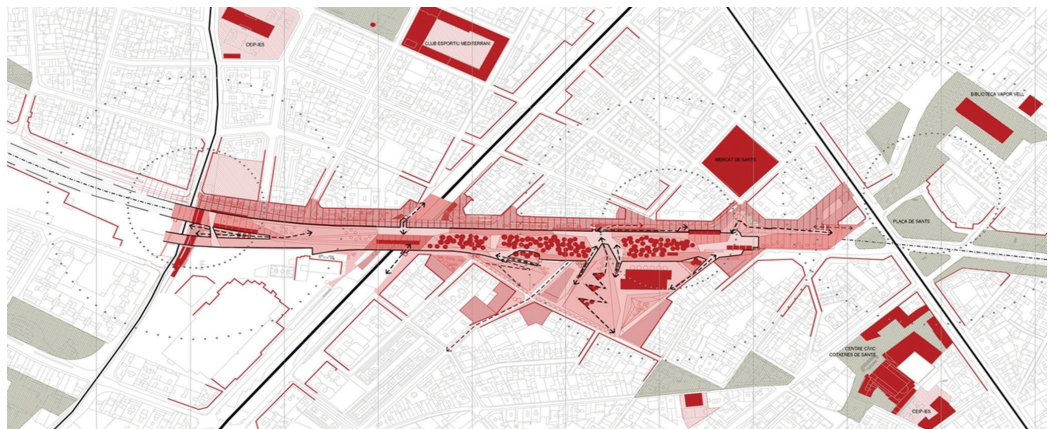 CEIP-IES
CLUB ESPORTIU MEDITERRANI
BIBLIOTECA VAPOR VELL
MERCAT DE SANTS
PLAÇA DE SANTS
CENTRE CÍVIC
COTXERES DE SANTS
CEIP-IES